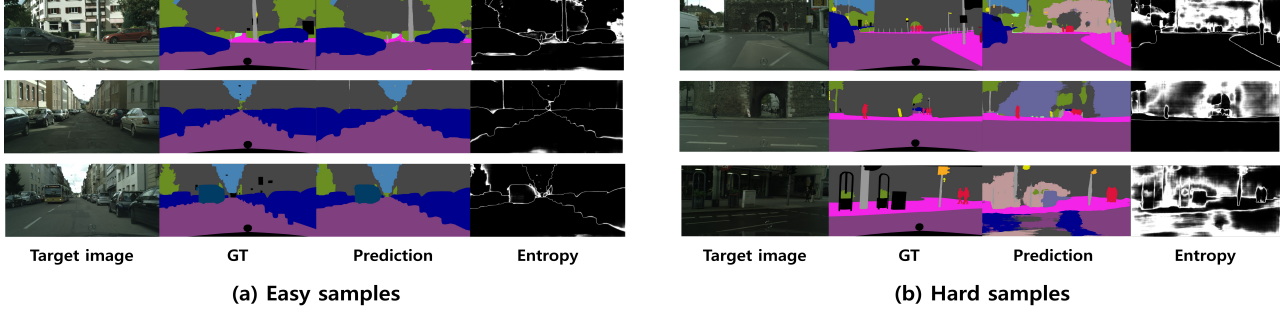 Target image GT Prediction Entropy
(a) Easy samples
Target image GT Prediction Entropy
(b) Hard samples